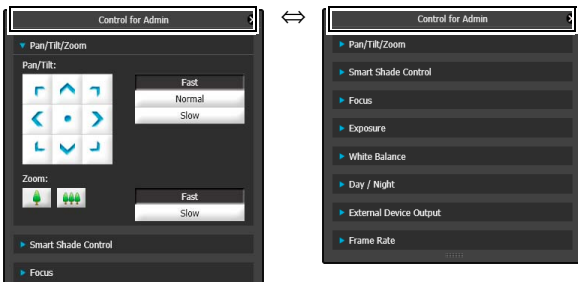 Control for Admin
Pan/Tilt/Zoom
Pan/Tilt:
Fast
Normal
Slow
Zoom:
Fast
Slow
Smart Shade Control
Focus
Control for Admin
Pan/Tilt/Zoom
Smart Shade Control
Focus
Exposure
White Balance
Day / Night
External Device Output
Frame Rate